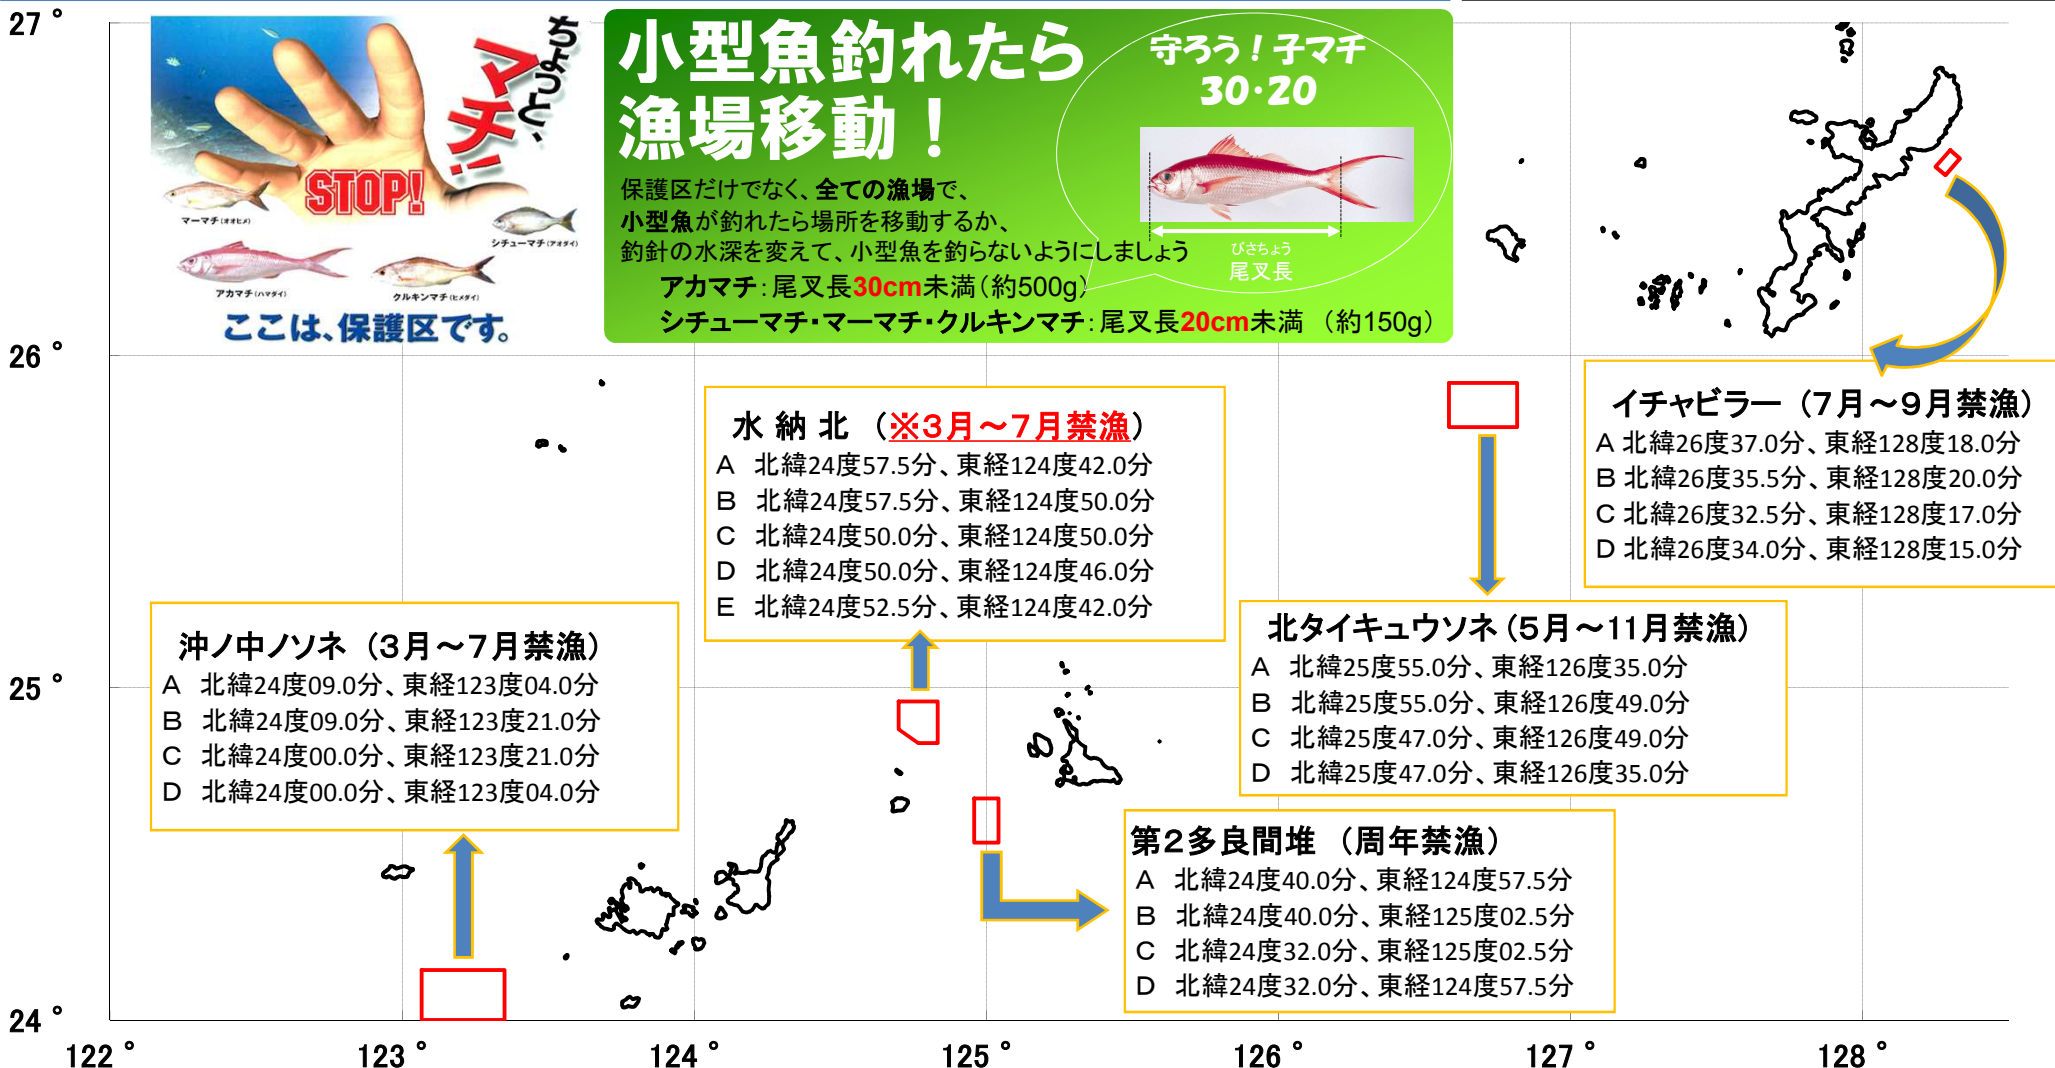 27°
26°
25°
24°
122°
123°
124°
125°
126°
127°
128°
ちょっと、
マチ!
STOP!
マーマチ(オオヒメ)
シチューマチ(アオダイ)
アカマチ(ハマダイ)
クルキンマチ(ヒメダイ)
ここは、保護区です。
小型魚釣れたら
漁場移動！
保護区だけでなく、全ての漁場で、
小型魚が釣れたら場所を移動するか、
釣針の水深を変えて、小型魚を釣らないようにしましょう
アカマチ：尾叉長30cm未満（約500g）
シチューマチ・マーマチ・クルキンマチ：尾叉長20cm未満　（約150g）
守ろう！子マチ
30・20
びさちょう
尾叉長
水 納 北　（※３月～７月禁漁）
A　北緯24度57.5分、東経124度42.0分
B　北緯24度57.5分、東経124度50.0分
C　北緯24度50.0分、東経124度50.0分
D　北緯24度50.0分、東経124度46.0分
E　北緯24度52.5分、東経124度42.0分
イチャビラー　（７月～９月禁漁）
A 北緯26度37.0分、東経128度18.0分
B 北緯26度35.5分、東経128度20.0分
C 北緯26度32.5分、東経128度17.0分
D 北緯26度34.0分、東経128度15.0分
沖ノ中ノソネ　（３月～７月禁漁）
A　北緯24度09.0分、東経123度04.0分
B　北緯24度09.0分、東経123度21.0分
C　北緯24度00.0分、東経123度21.0分
D　北緯24度00.0分、東経123度04.0分
北タイキュウソネ（５月～11月禁漁）
A　北緯25度55.0分、東経126度35.0分
B　北緯25度55.0分、東経126度49.0分
C　北緯25度47.0分、東経126度49.0分
D　北緯25度47.0分、東経126度35.0分
第２多良間堆　（周年禁漁）
A　北緯24度40.0分、東経124度57.5分
B　北緯24度40.0分、東経125度02.5分
C　北緯24度32.0分、東経125度02.5分
D　北緯24度32.0分、東経124度57.5分